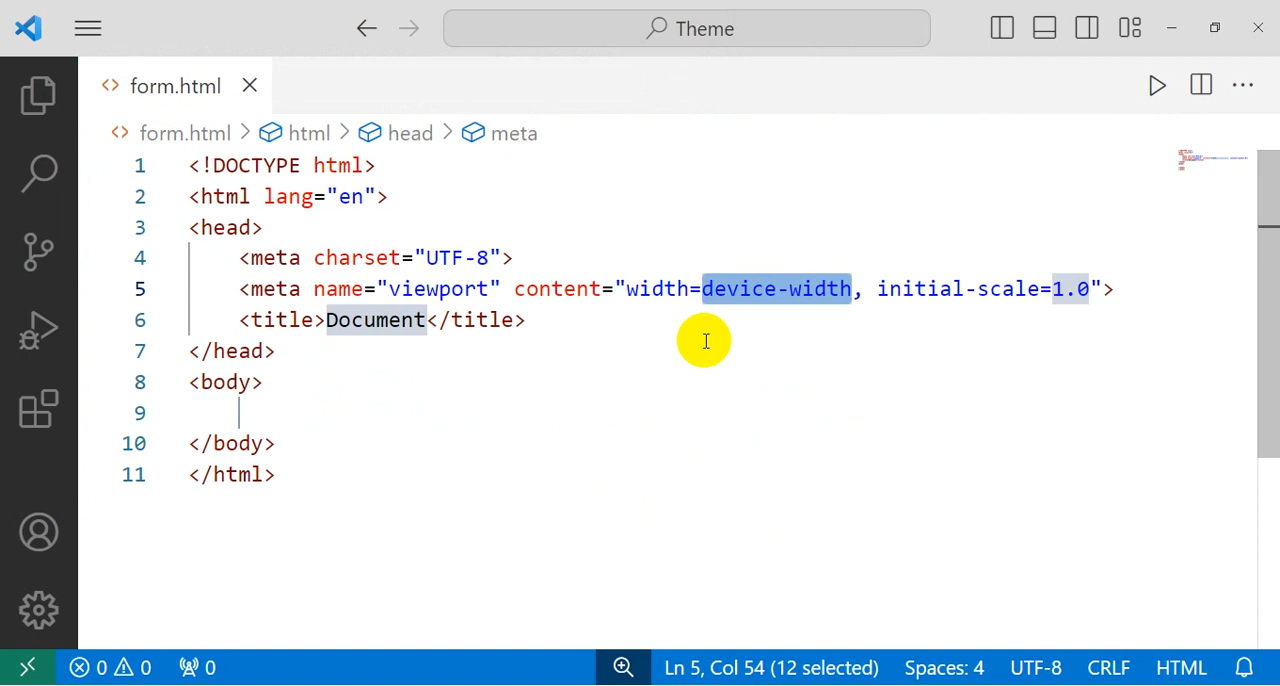 Theme
form.html
form.html > html > head > meta
1 <!DOCTYPE html>
2 <html lang="en">
3 <head>
4     <meta charset="UTF-8">
5     <meta name="viewport" content="width=device-width, initial-scale=1.0">
6     <title>Document</title>
7 </head>
8 <body>
9
10 </body>
11 </html>
0 0 0 Ln 5, Col 54 (12 selected) Spaces: 4 UTF-8 CRLF HTML